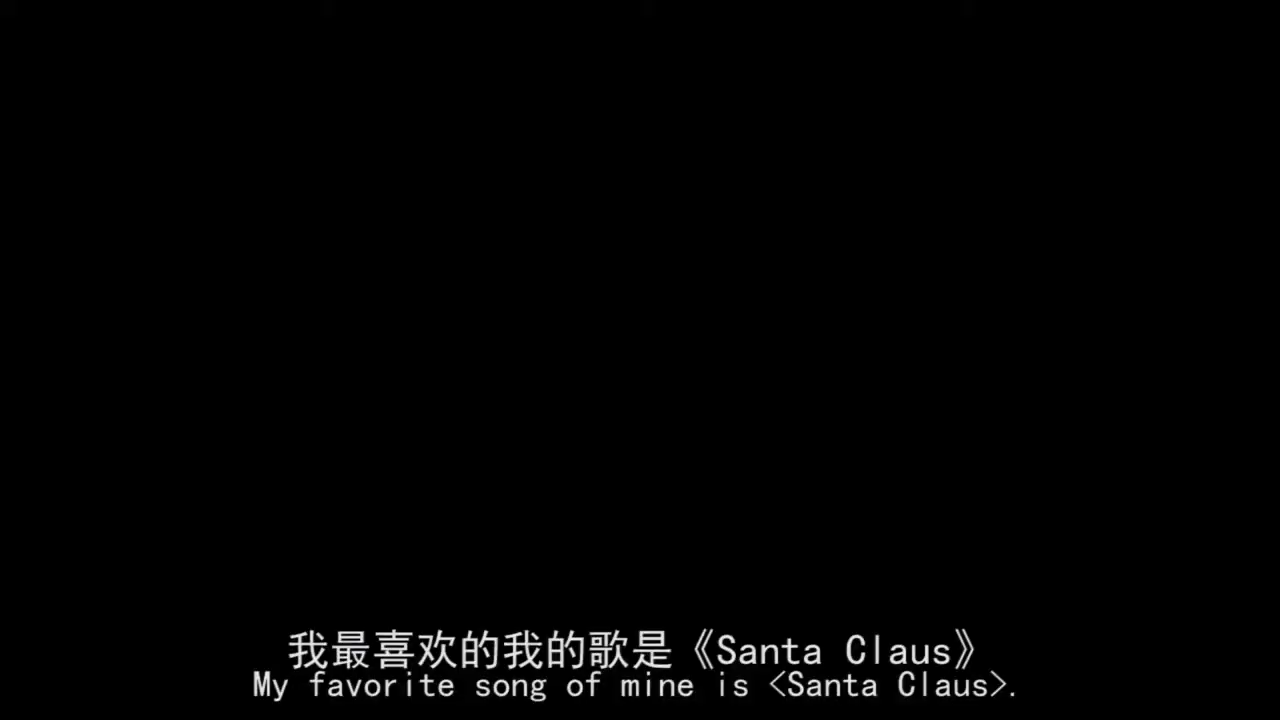 我最喜欢的我的歌是《Santa Claus》
My favorite song of mine is <Santa Claus>.